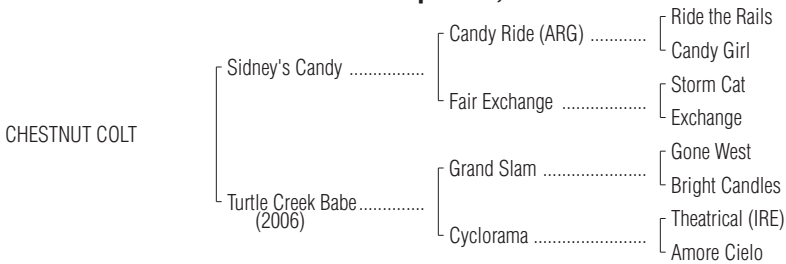 Ride the Rails
Candy Ride (ARG) ............
Candy Girl
Sidney's Candy ................
Storm Cat
Fair Exchange ..................
Exchange
CHESTNUT COLT
Gone West
Grand Slam ......................
Bright Candles
Turtle Creek Babe..............
(2006)
Theatrical (IRE)
Cyclorama ........................
Amore Cielo